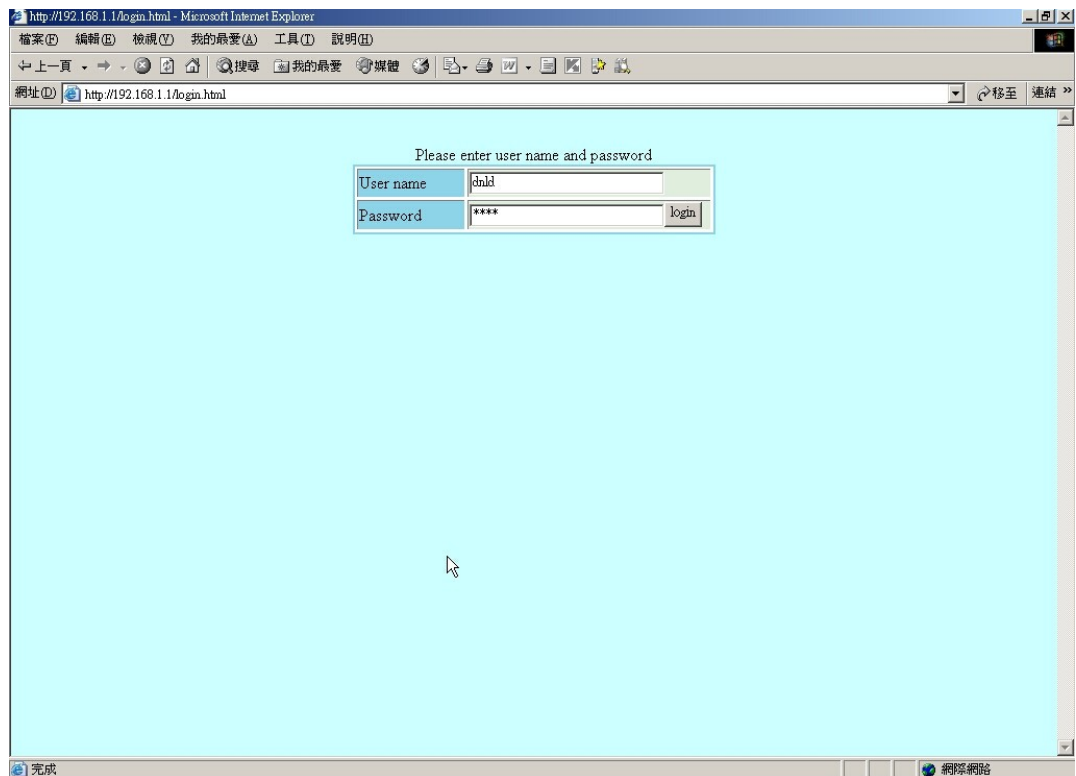 http://192.168.1.1/login.html - Microsoft Internet Explorer
檔案(F) 編輯(E) 檢視(V) 我的最愛(A) 工具(T) 說明(H)
上一頁 搜尋 我的最愛 媒體
網址(D) http://192.168.1.1/login.html 移至 連結 »
Please enter user name and password
User name dnld
Password **** login
完成 網際網路